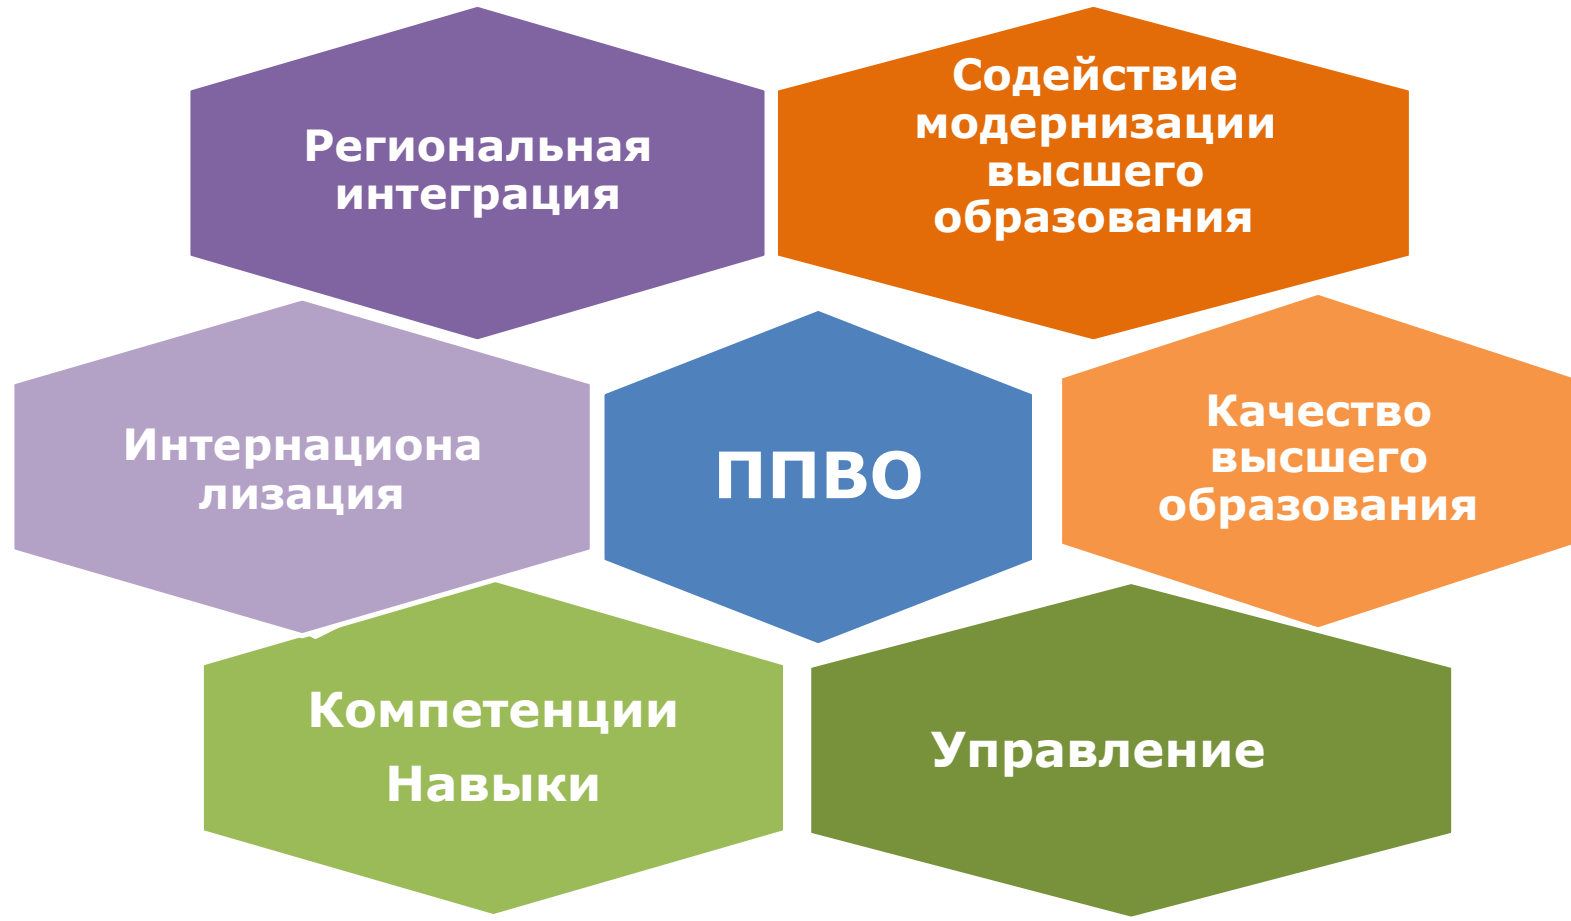 Региональная
интеграция
Содействие
модернизации
высшего
образования
Интернациона
лизация
ППВО
Качество
высшего
образования
Компетенции
Навыки
Управление